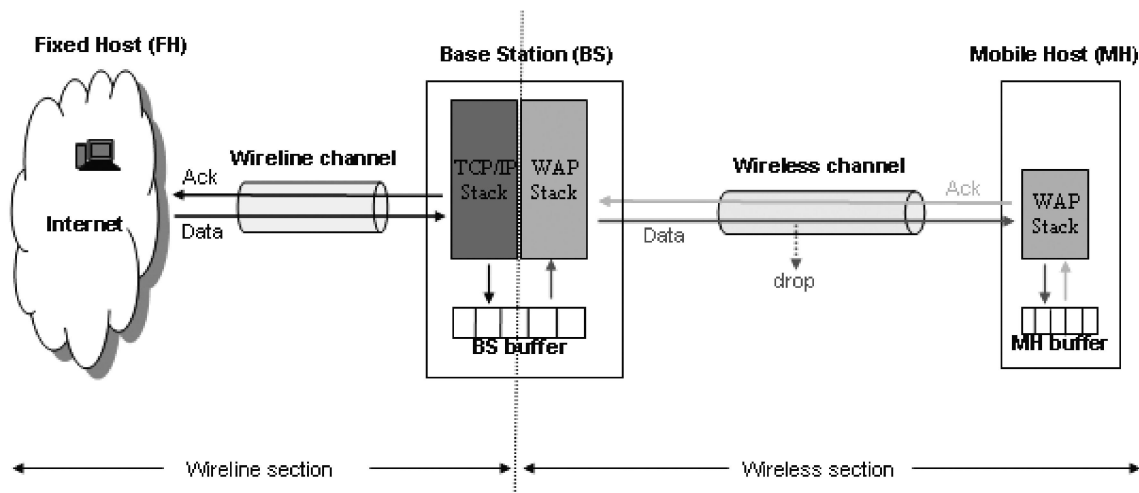 Fixed Host (FH)
Base Station (BS)
Mobile Host (MH)
Wireline channel
Wireless channel
TCP/IP
Stack
WAP
Stack
WAP
Stack
Ack
Ack
Internet
Data
Data
drop
BS buffer
MH buffer
Wireline section
Wireless section